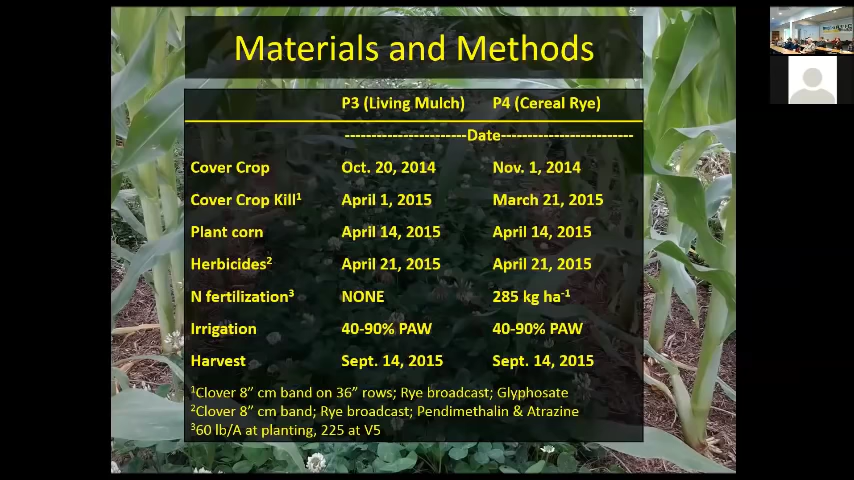 Materials and Methods
P3 (Living Mulch) P4 (Cereal Rye)
------------------------Date--------------------------
Cover Crop Oct. 20, 2014 Nov. 1, 2014
Cover Crop Kill¹ April 1, 2015 March 21, 2015
Plant corn April 14, 2015 April 14, 2015
Herbicides² April 21, 2015 April 21, 2015
N fertilization³ NONE 285 kg ha⁻¹
Irrigation 40-90% PAW 40-90% PAW
Harvest Sept. 14, 2015 Sept. 14, 2015
¹Clover 8” cm band on 36” rows; Rye broadcast; Glyphosate
²Clover 8” cm band; Rye broadcast; Pendimethalin & Atrazine
³60 lb/A at planting, 225 at V5